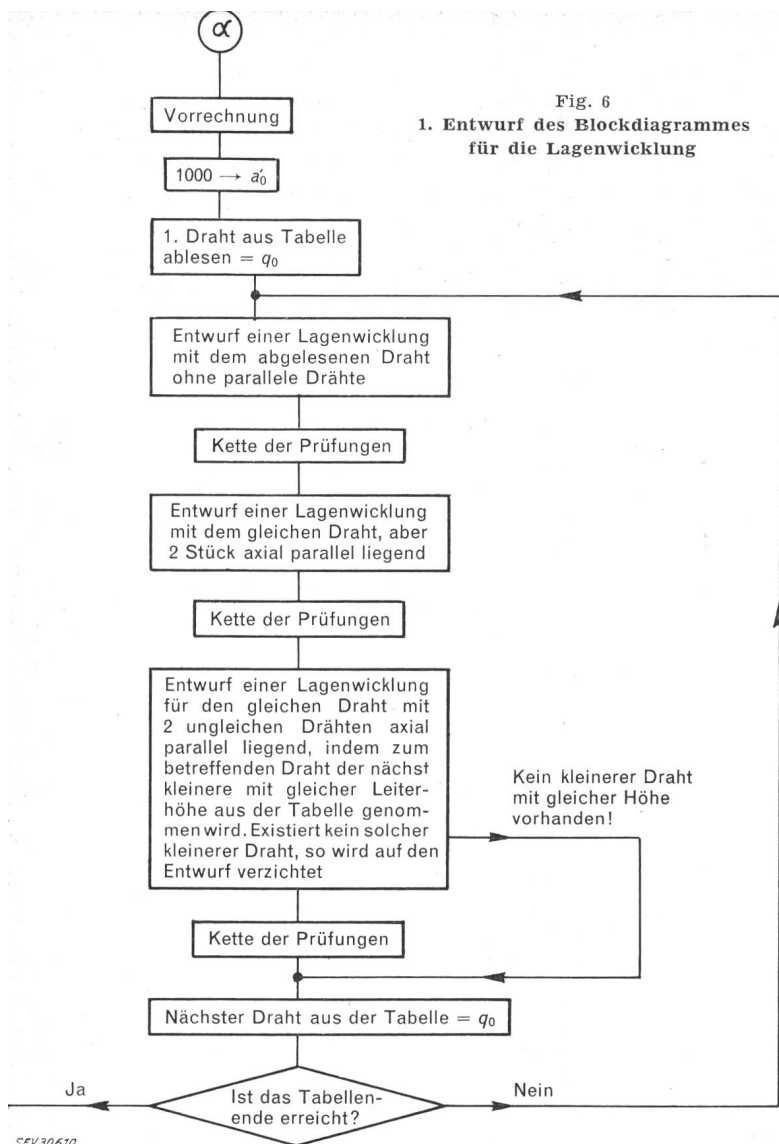 α
Fig. 6
1. Entwurf des Blockdiagrammes
für die Lagenwicklung
Vorrechnung
1000 → a′₀
1. Draht aus Tabelle
ablesen = q₀
Entwurf einer Lagenwicklung
mit dem abgelesenen Draht
ohne parallele Drähte
Kette der Prüfungen
Entwurf einer Lagenwicklung
mit dem gleichen Draht, aber
2 Stück axial parallel liegend
Kette der Prüfungen
Entwurf einer Lagenwicklung
für den gleichen Draht mit
2 ungleichen Drähten axial
parallel liegend, indem zum
betreffenden Draht der nächst
kleinere mit gleicher Leiter-
höhe aus der Tabelle genom-
men wird. Existiert kein solcher
kleinerer Draht, so wird auf den
Entwurf verzichtet
Kein kleinerer Draht
mit gleicher Höhe
vorhanden!
Kette der Prüfungen
Nächster Draht aus der Tabelle = q₀
Ja
Ist das Tabellen-
ende erreicht?
Nein
SEV30610